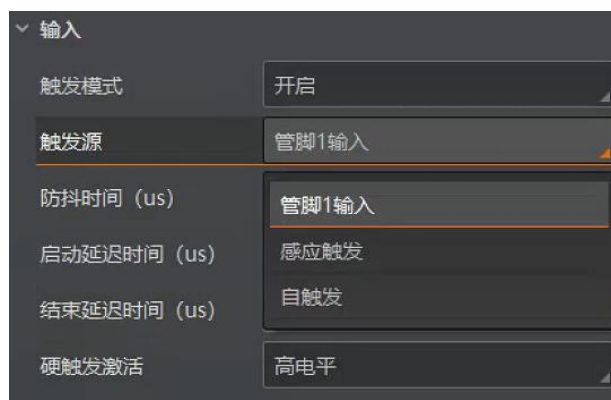 输入
触发模式 开启
触发源 管脚1输入
防抖时间（us） 管脚1输入
启动延迟时间（us） 感应触发
自触发
结束延迟时间（us）
硬触发激活 高电平